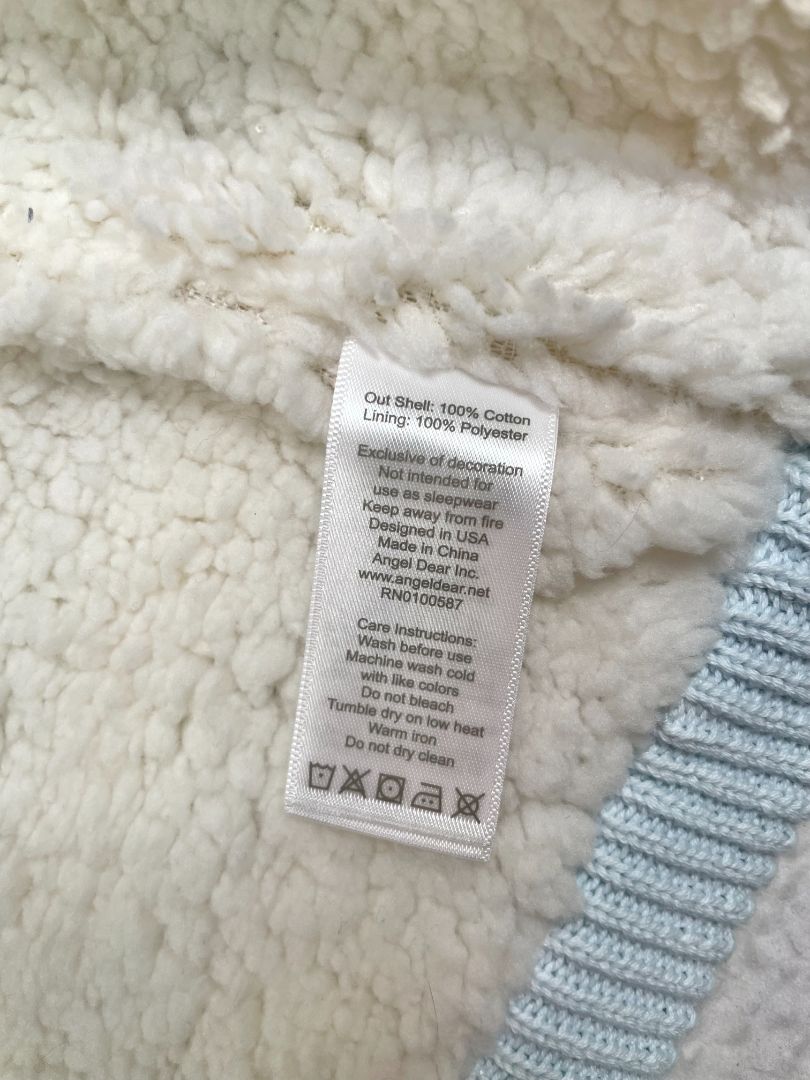 Out Shell: 100% Cotton
Lining: 100% Polyester
Exclusive of decoration
Not intended for
use as sleepwear
Keep away from fire
Designed in USA
Made in China
Angel Dear Inc.
www.angeldear.net
RN0100587
Care Instructions:
Wash before use
Machine wash cold
with like colors
Do not bleach
Tumble dry on low heat
Warm iron
Do not dry clean